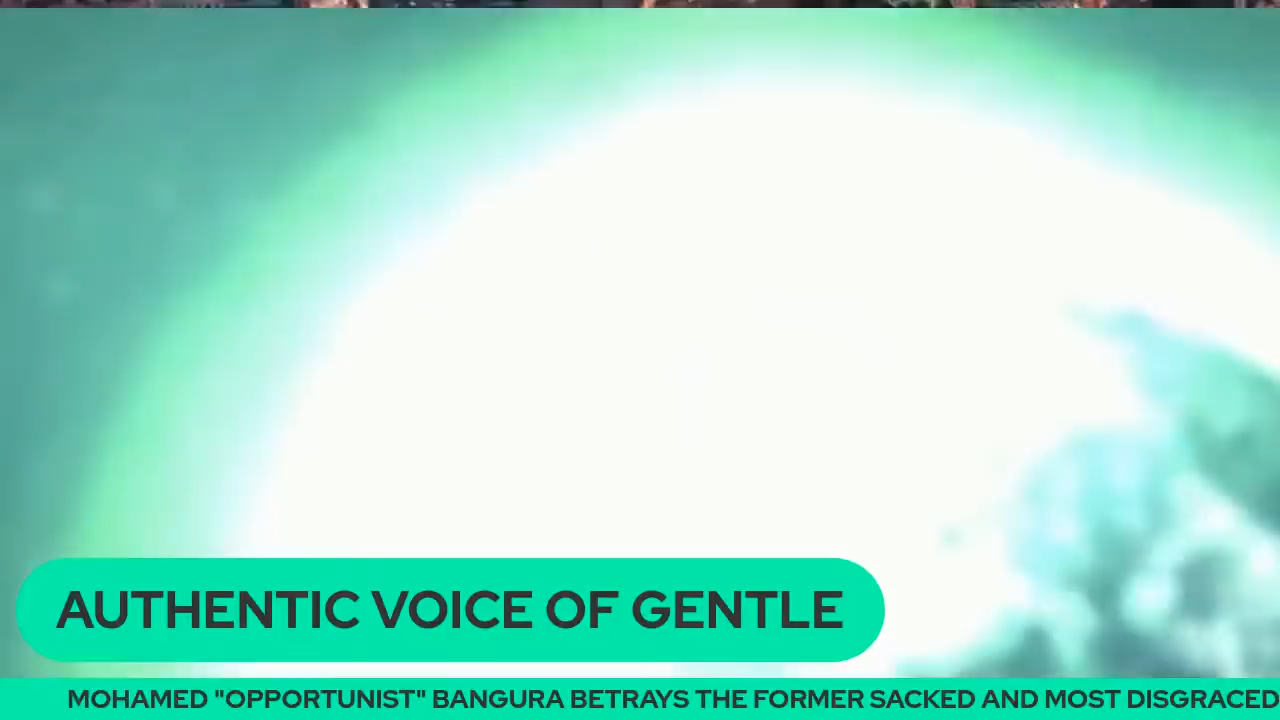 AUTHENTIC VOICE OF GENTLE
MOHAMED "OPPORTUNIST" BANGURA BETRAYS THE FORMER SACKED AND MOST DISGRACED